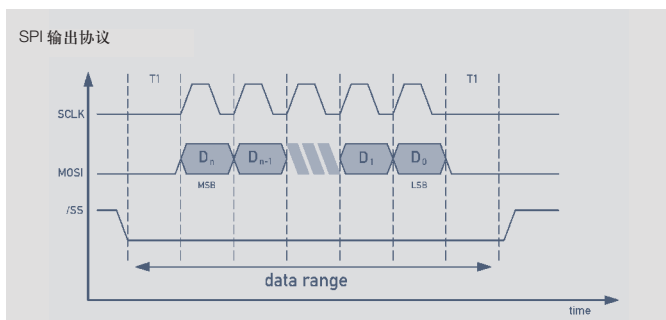 SPI 输出协议
T1
T1
SCLK
MOSI
Dn
Dn-1
D1
D0
MSB
LSB
/SS
data range
time